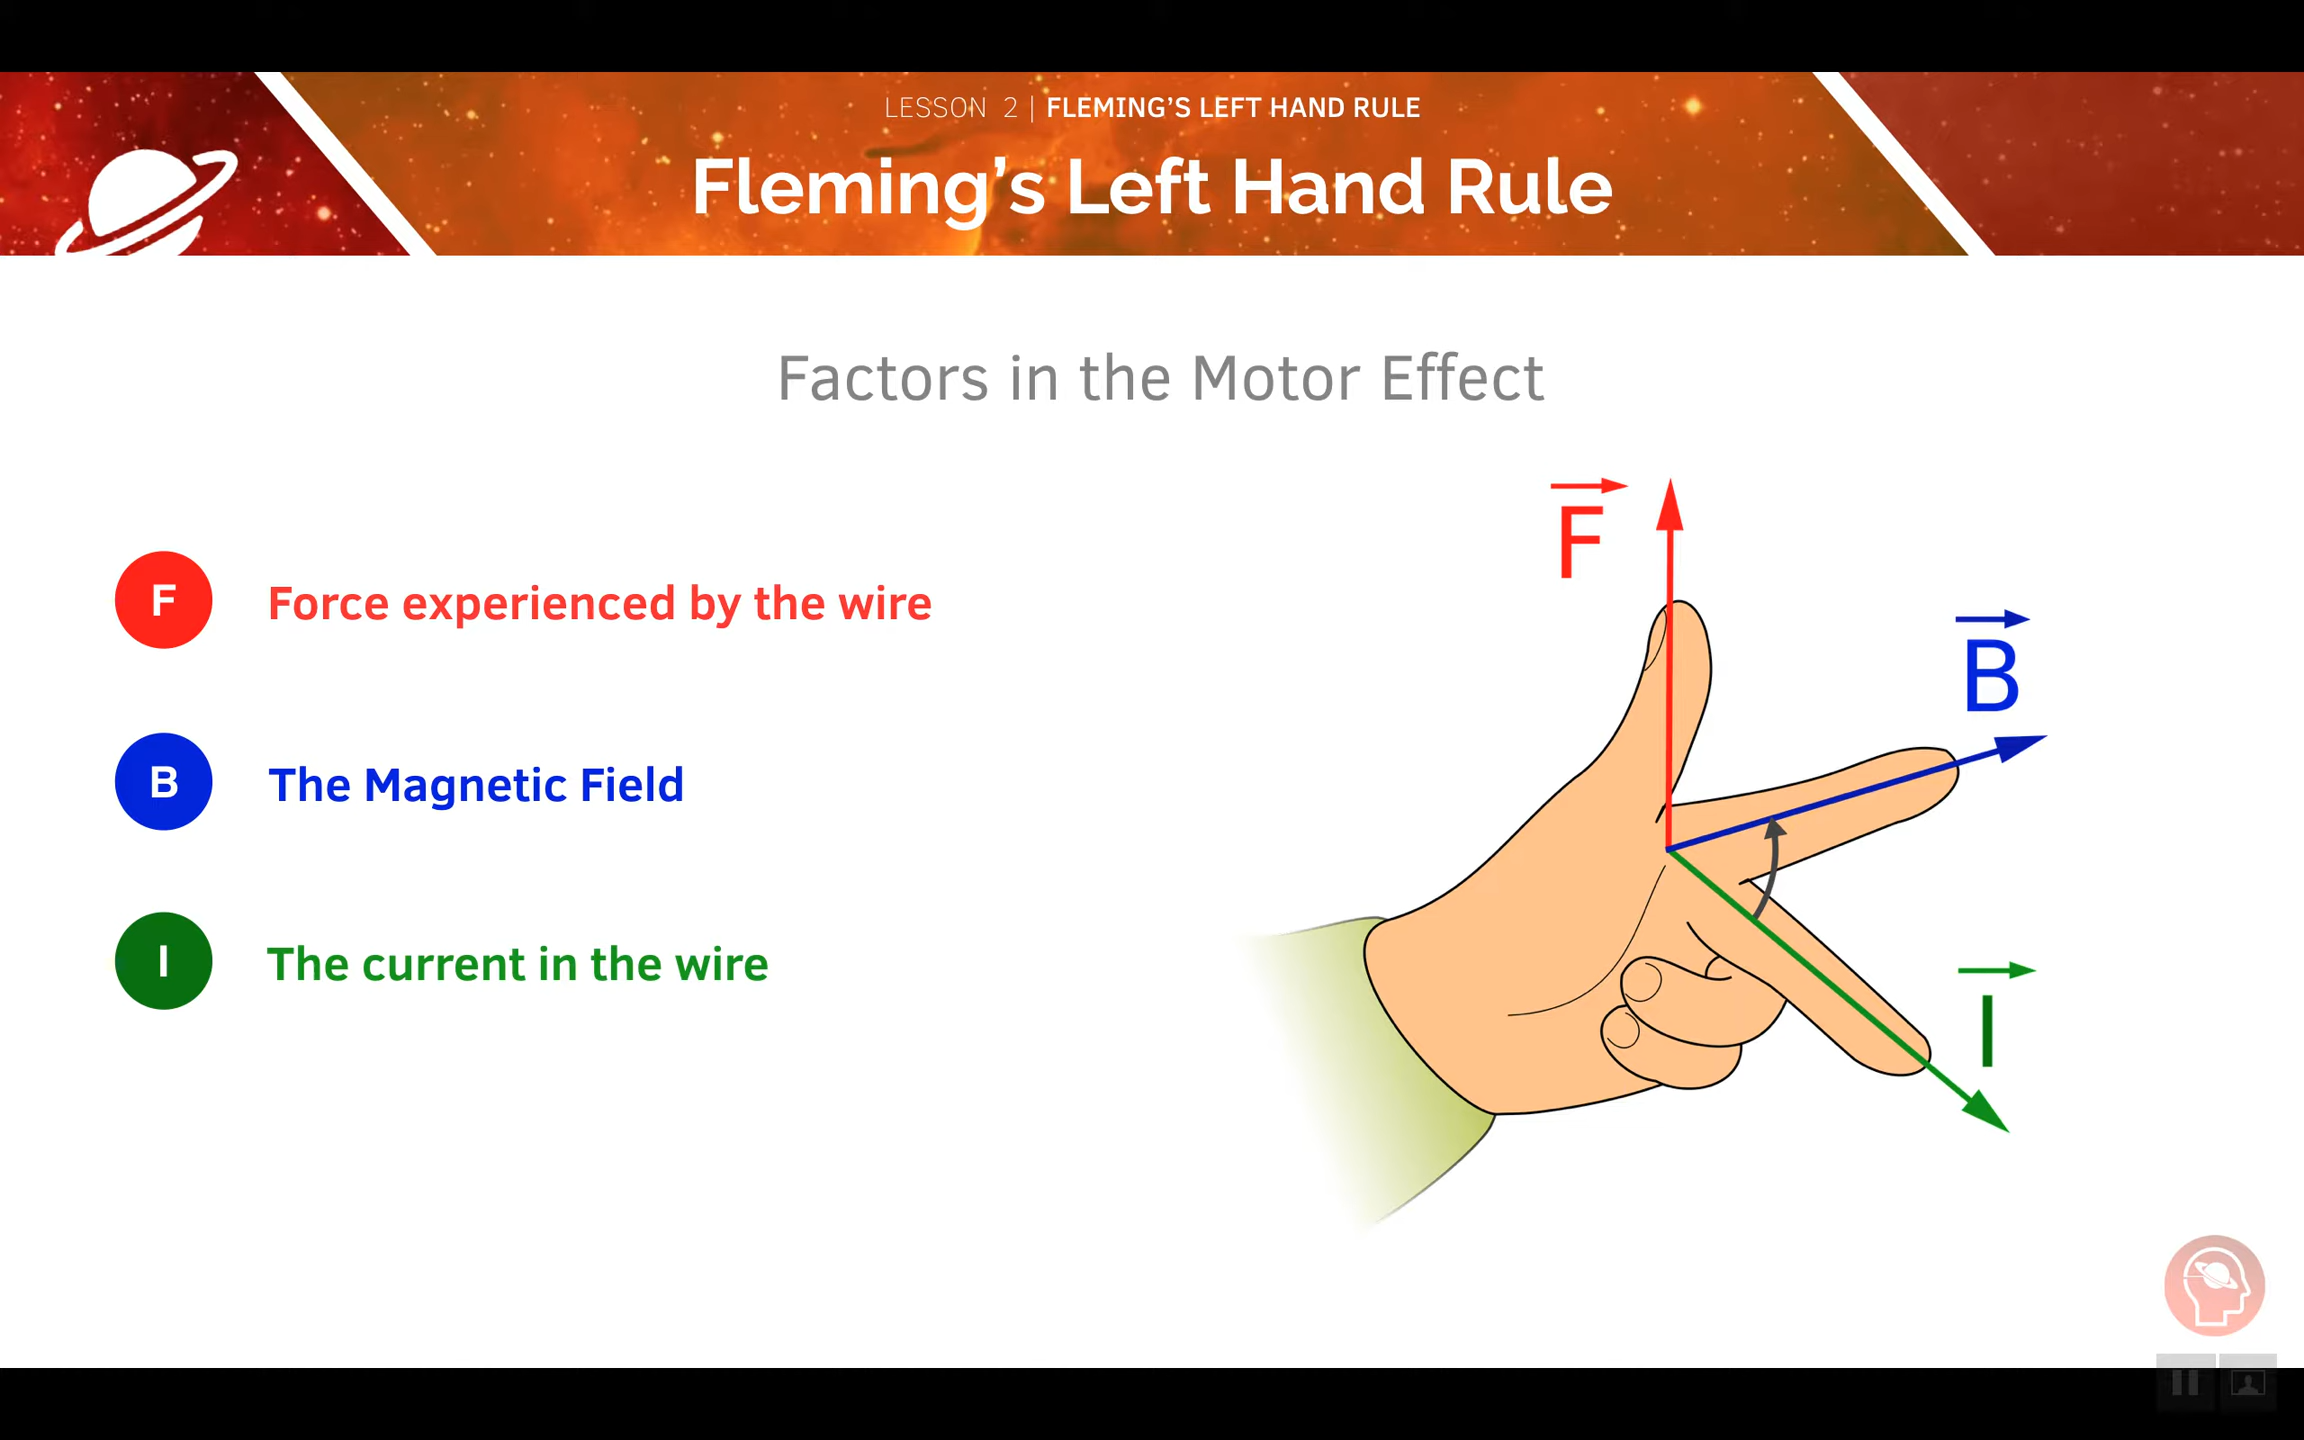 LESSON 2 | FLEMING’S LEFT HAND RULE
Fleming’s Left Hand Rule
Factors in the Motor Effect
F Force experienced by the wire
B The Magnetic Field
I The current in the wire
F
B
I